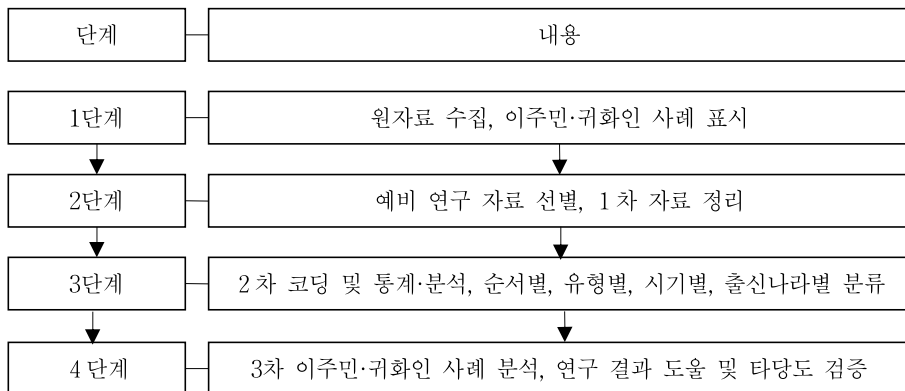 단계 내용
1단계 원자료 수집, 이주민·귀화인 사례 표시
2단계 예비 연구 자료 선별, 1차 자료 정리
3단계 2차 코딩 및 통계·분석, 순서별, 유형별, 시기별, 출신나라별 분류
4단계 3차 이주민·귀화인 사례 분석, 연구 결과 도울 및 타당도 검증